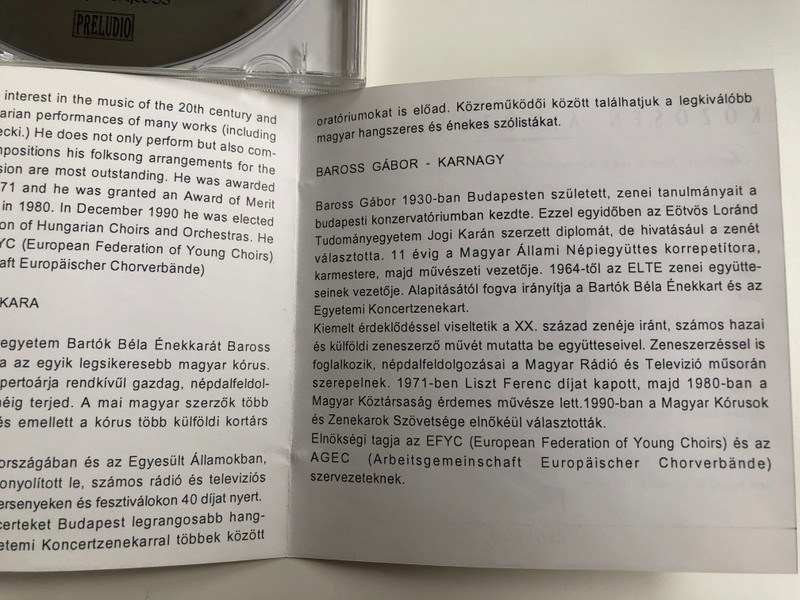 PRELUDIO
interest in the music of the 20th century and
arian performances of many works (including
ecki.) He does not only perform but also com-
mpositions his folksong arrangements for the
sion are most outstanding. He was awarded
71 and he was granted an Award of Merit
in 1980. In December 1990 he was elected
on of Hungarian Choirs and Orchestras. He
YC (European Federation of Young Choirs)
aft Europäischer Chorverbände)
KARA
egyetem Bartók Béla Énekkarát Baross
a az egyik legsikeresebb magyar kórus.
pertoárja rendkívül gazdag, népdalfeldol-
néig terjed. A mai magyar szerzők több
és emellett a kórus több külföldi kortárs
országában és az Egyesült Államokban,
onyolított le, számos rádió és televiziós
ersenyeken és fesztiválokon 40 díjat nyert.
certeket Budapest legrangosabb hang-
etemi Koncertzenekarral többek között
oratóriumokat is előad. Közreműködői között találhatjuk a legkiválóbb
magyar hangszeres és énekes szólistákat.
BAROSS GÁBOR - KARNAGY
Baross Gábor 1930-ban Budapesten született, zenei tanulmányait a
budapesti konzervatóriumban kezdte. Ezzel egyidőben az Eötvös Loránd
Tudományegyetem Jogi Karán szerzett diplomát, de hivatásául a zenét
választotta. 11 évig a Magyar Állami Népiegyüttes korrepetítora,
karmestere, majd művészeti vezetője. 1964-től az ELTE zenei együtte-
seinek vezetője. Alapitásától fogva irányítja a Bartók Béla Énekkart és az
Egyetemi Koncertzenekart.
Kiemelt érdeklődéssel viseltetik a XX. század zenéje iránt, számos hazai
és külföldi zeneszerző művét mutatta be együtteseivel. Zeneszerzéssel is
foglalkozik, népdalfeldolgozásai a Magyar Rádió és Televizió műsorán
szerepelnek. 1971-ben Liszt Ferenc díjat kapott, majd 1980-ban a
Magyar Köztársaság érdemes művésze lett.1990-ban a Magyar Kórusok
és Zenekarok Szövetsége elnökéül választották.
Elnökségi tagja az EFYC (European Federation of Young Choirs) és az
AGEC (Arbeitsgemeinschaft Europäischer Chorverbände)
szervezeteknek.